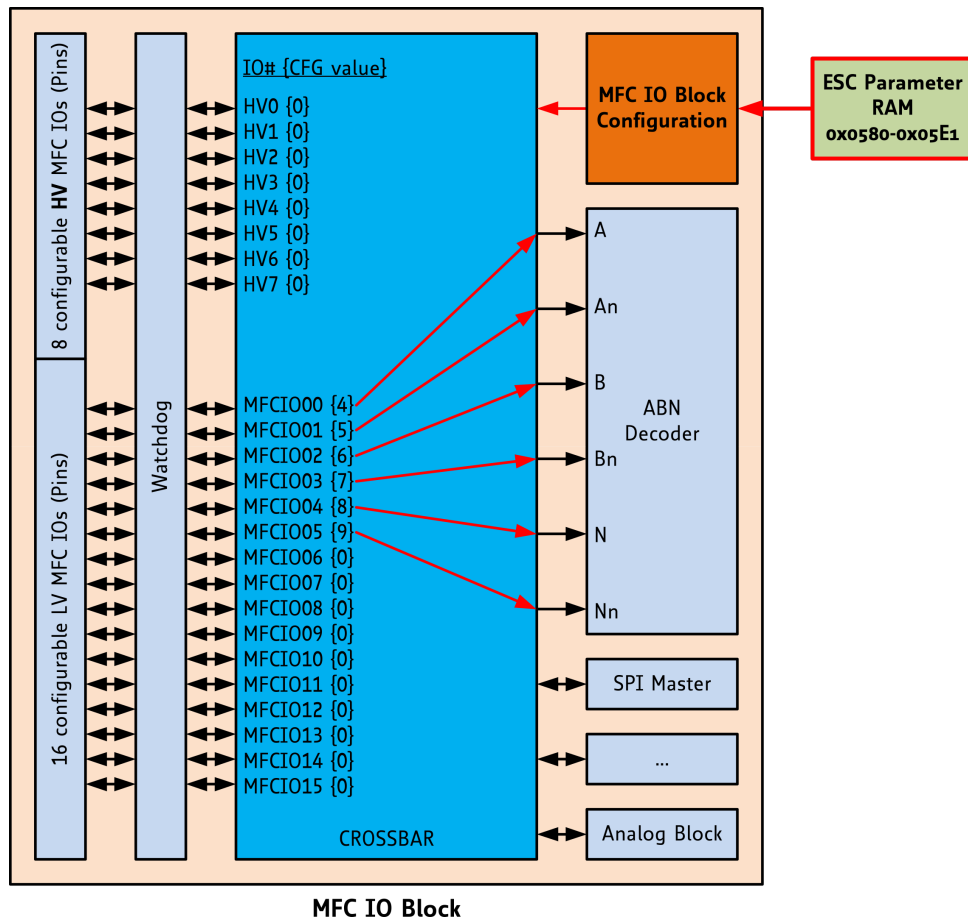 8 configurable HV MFC IOs (Pins)
16 configurable LV MFC IOs (Pins)
Watchdog
IO# {CFG value}
HV0 {0}
HV1 {0}
HV2 {0}
HV3 {0}
HV4 {0}
HV5 {0}
HV6 {0}
HV7 {0}
MFCIO00 {4}
MFCIO01 {5}
MFCIO02 {6}
MFCIO03 {7}
MFCIO04 {8}
MFCIO05 {9}
MFCIO06 {0}
MFCIO07 {0}
MFCIO08 {0}
MFCIO09 {0}
MFCIO10 {0}
MFCIO11 {0}
MFCIO12 {0}
MFCIO13 {0}
MFCIO14 {0}
MFCIO15 {0}
CROSSBAR
MFC IO Block
Configuration
ESC Parameter
RAM
0x0580-0x05E1
A
An
B
Bn
N
Nn
ABN
Decoder
SPI Master
...
Analog Block
MFC IO Block